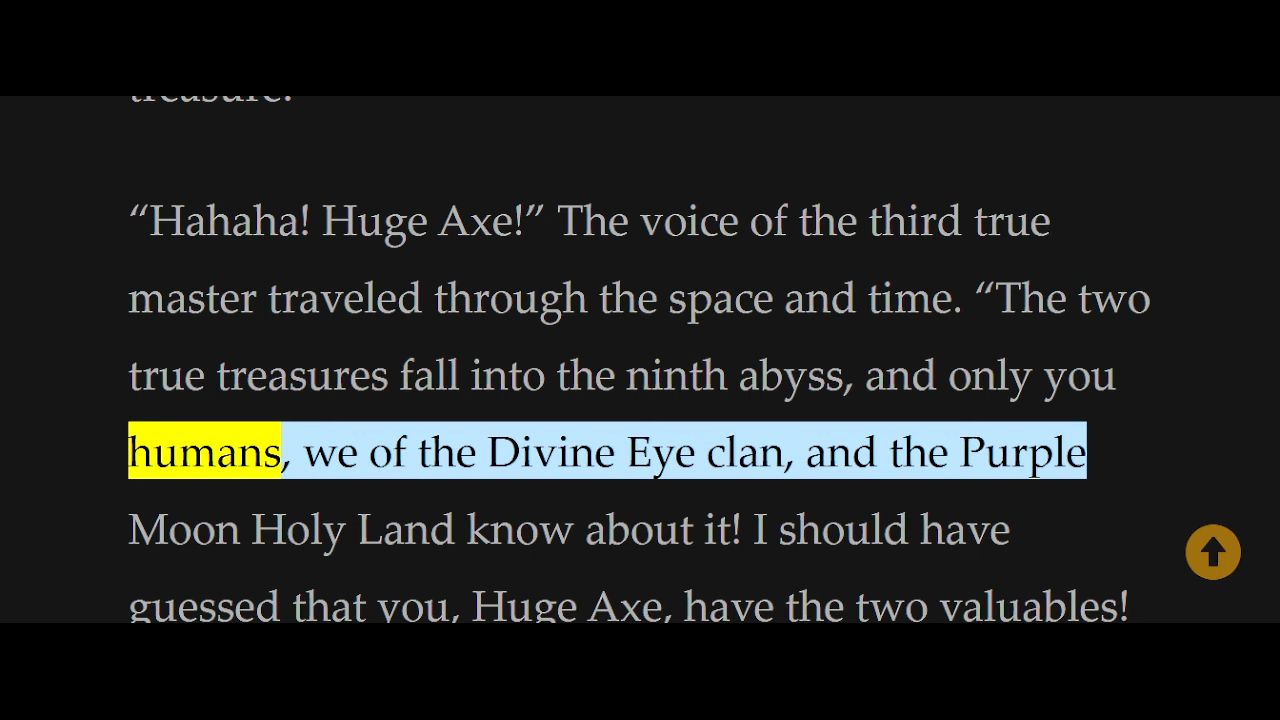 treasure.
“Hahaha! Huge Axe!” The voice of the third true
master traveled through the space and time. “The two
true treasures fall into the ninth abyss, and only you
humans, we of the Divine Eye clan, and the Purple
Moon Holy Land know about it! I should have
guessed that you, Huge Axe, have the two valuables!